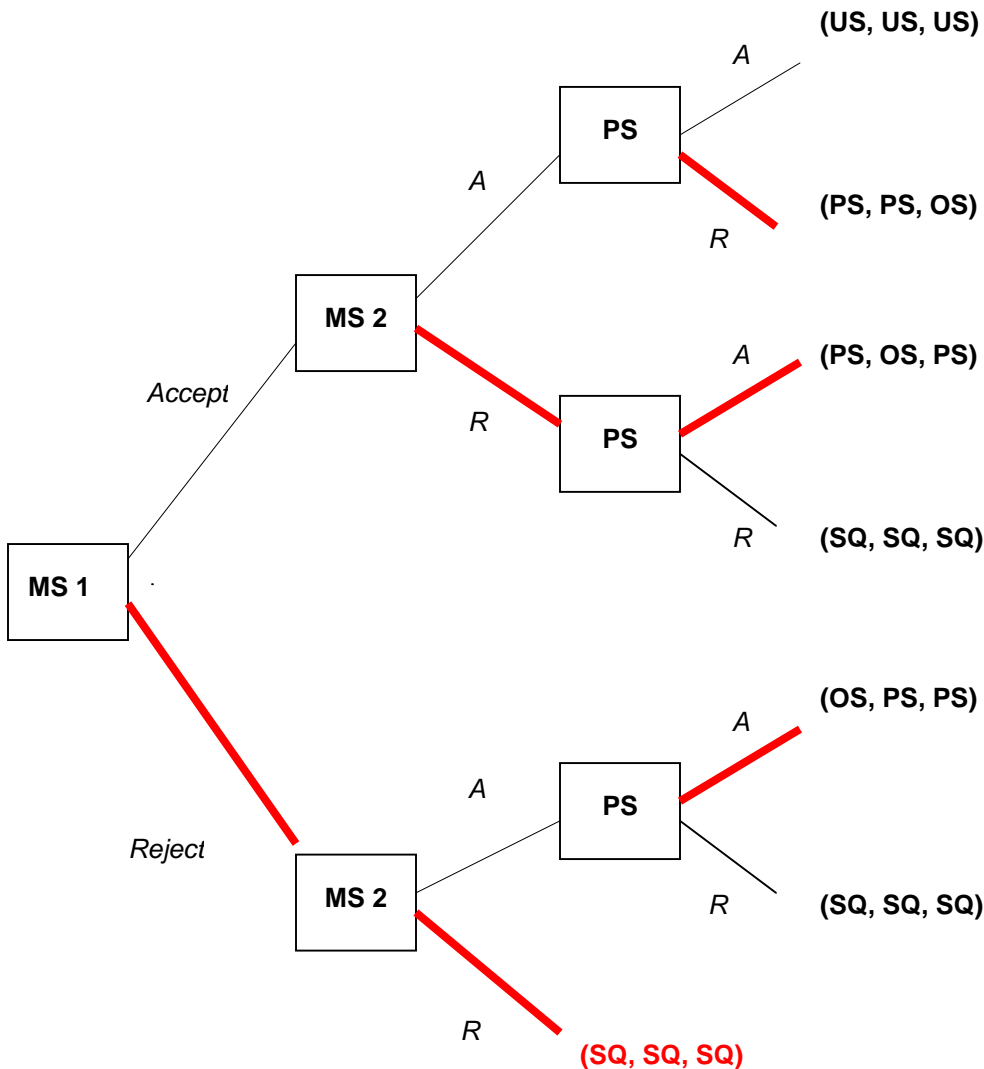 (US, US, US)
A
PS
A
(PS, PS, OS)
R
MS 2
A
(PS, OS, PS)
Accept
R
PS
R
(SQ, SQ, SQ)
MS 1
(OS, PS, PS)
A
A
PS
Reject
MS 2
R
(SQ, SQ, SQ)
R
(SQ, SQ, SQ)